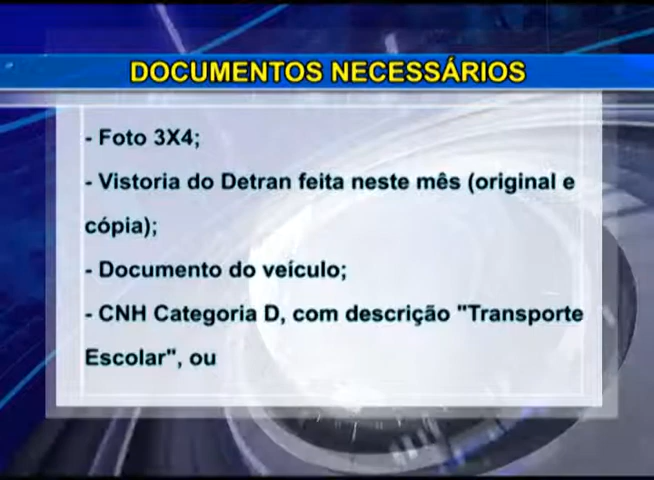 DOCUMENTOS NECESSÁRIOS
- Foto 3X4;
- Vistoria do Detran feita neste mês (original e
cópia);
- Documento do veículo;
- CNH Categoria D, com descrição "Transporte
Escolar", ou